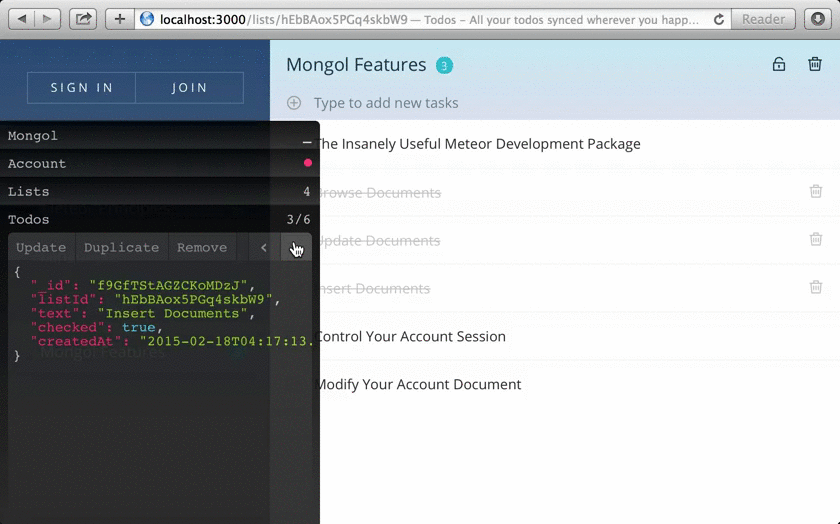 localhost:3000/lists/hEbBAox5PGq4skbW9 — Todos – All your todos synced wherever you happ...
Reader
SIGN IN
JOIN
Mongol Features 3
Type to add new tasks
Mongol
Account
Lists 4
Todos 3/6
Update Duplicate Remove < 
{
"_id": "f9GfTStAGZCKoMDzJ",
"listId": "hEbBAox5PGq4skbW9",
"text": "Insert Documents",
"checked": true,
"createdAt": "2015-02-18T04:17:13.
}
Mongol Features
The Insanely Useful Meteor Development Package
Browse Documents
Update Documents
Insert Documents
Control Your Account Session
Modify Your Account Document